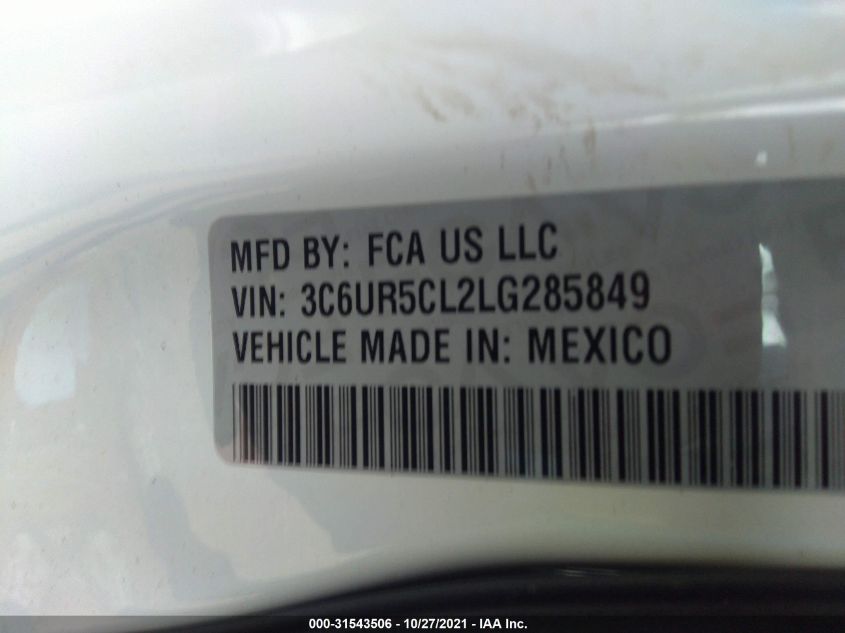 MFD BY: FCA US LLC
VIN: 3C6UR5CL2LG285849
VEHICLE MADE IN: MEXICO
000-31543506 - 10/27/2021 - IAA Inc.